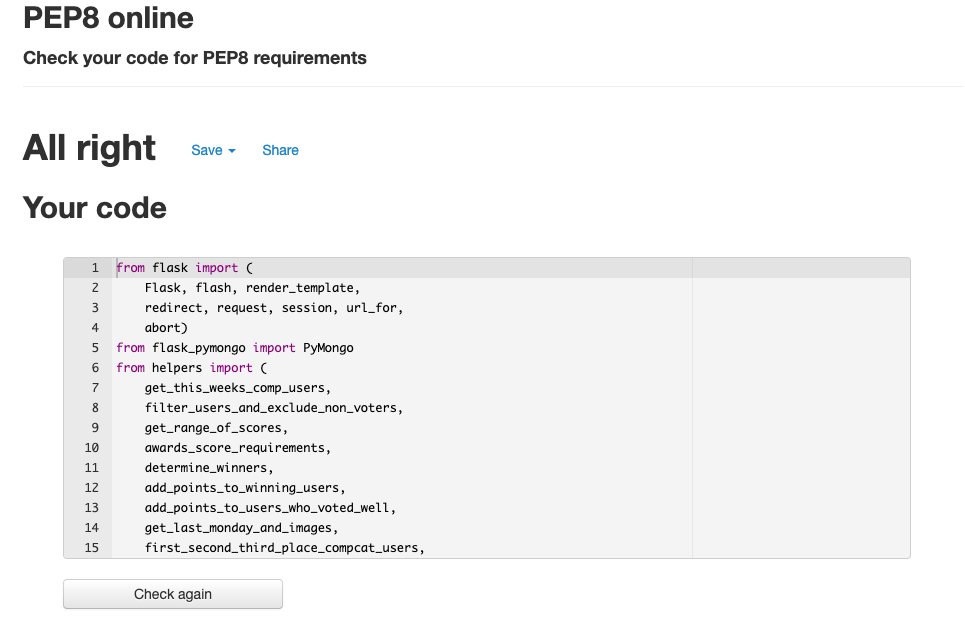 PEP8 online
Check your code for PEP8 requirements
All right Save Share
Your code
1 from flask import (
2     Flask, flash, render_template,
3     redirect, request, session, url_for,
4     abort)
5 from flask_pymongo import PyMongo
6 from helpers import (
7     get_this_weeks_comp_users,
8     filter_users_and_exclude_non_voters,
9     get_range_of_scores,
10     awards_score_requirements,
11     determine_winners,
12     add_points_to_winning_users,
13     add_points_to_users_who_voted_well,
14     get_last_monday_and_images,
15     first_second_third_place_compcat_users,
Check again